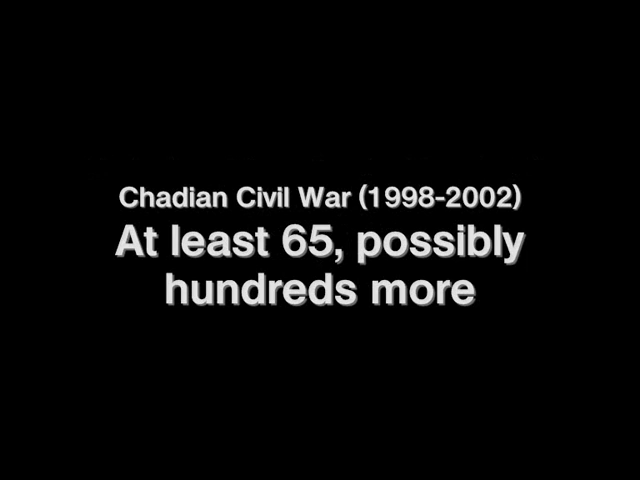 Chadian Civil War (1998-2002)
At least 65, possibly
hundreds more